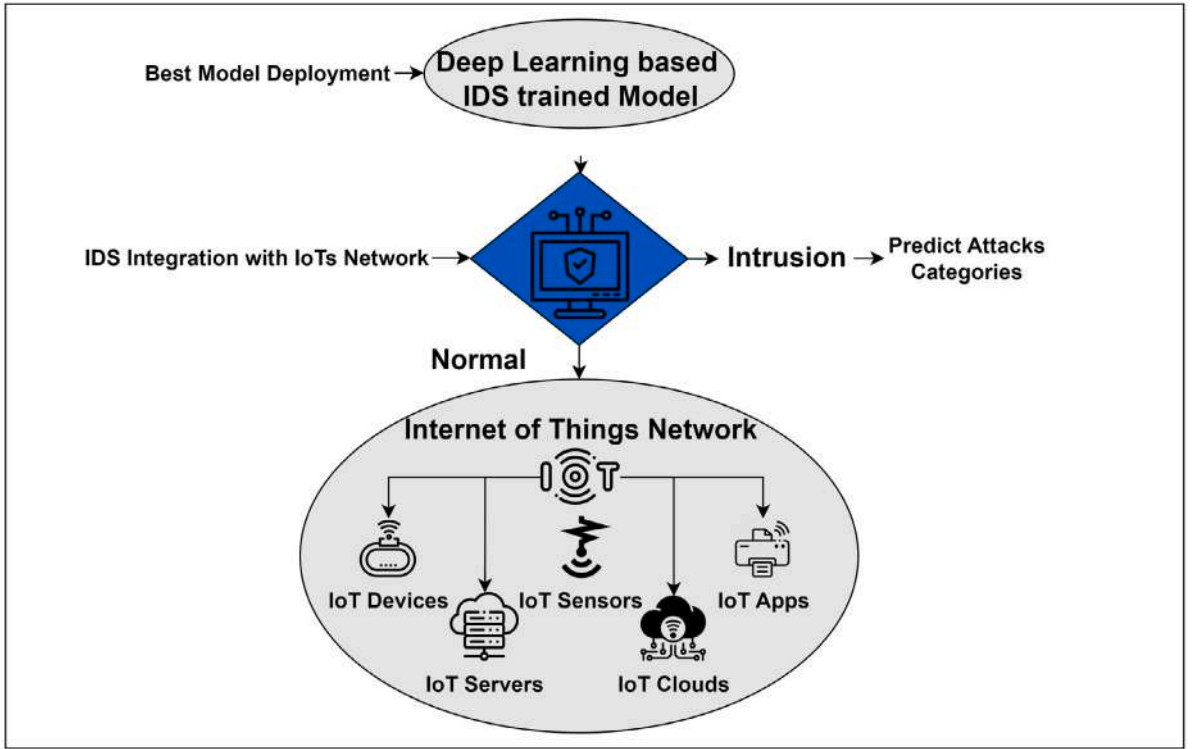 Best Model Deployment
Deep Learning based
IDS trained Model
IDS Integration with IoTs Network
Intrusion
Predict Attacks
Categories
Normal
Internet of Things Network
IOT
IoT Devices
IoT Sensors
IoT Apps
IoT Servers
IoT Clouds